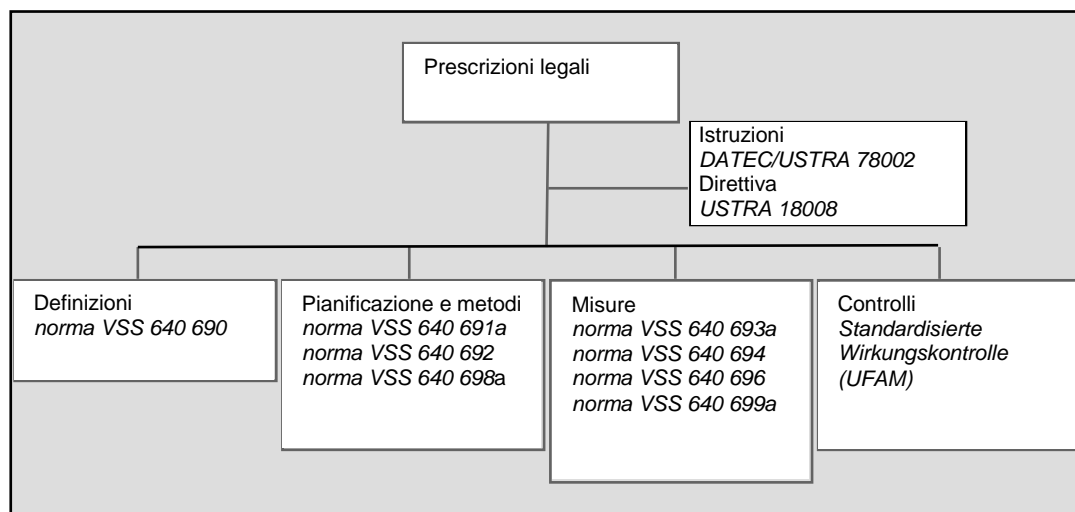 Prescrizioni legali
Istruzioni
DATEC/USTRA 78002
Direttiva
USTRA 18008
Definizioni
norma VSS 640 690
Pianificazione e metodi
norma VSS 640 691a
norma VSS 640 692
norma VSS 640 698a
Misure
norma VSS 640 693a
norma VSS 640 694
norma VSS 640 696
norma VSS 640 699a
Controlli
Standardisierte
Wirkungskontrolle
(UFAM)